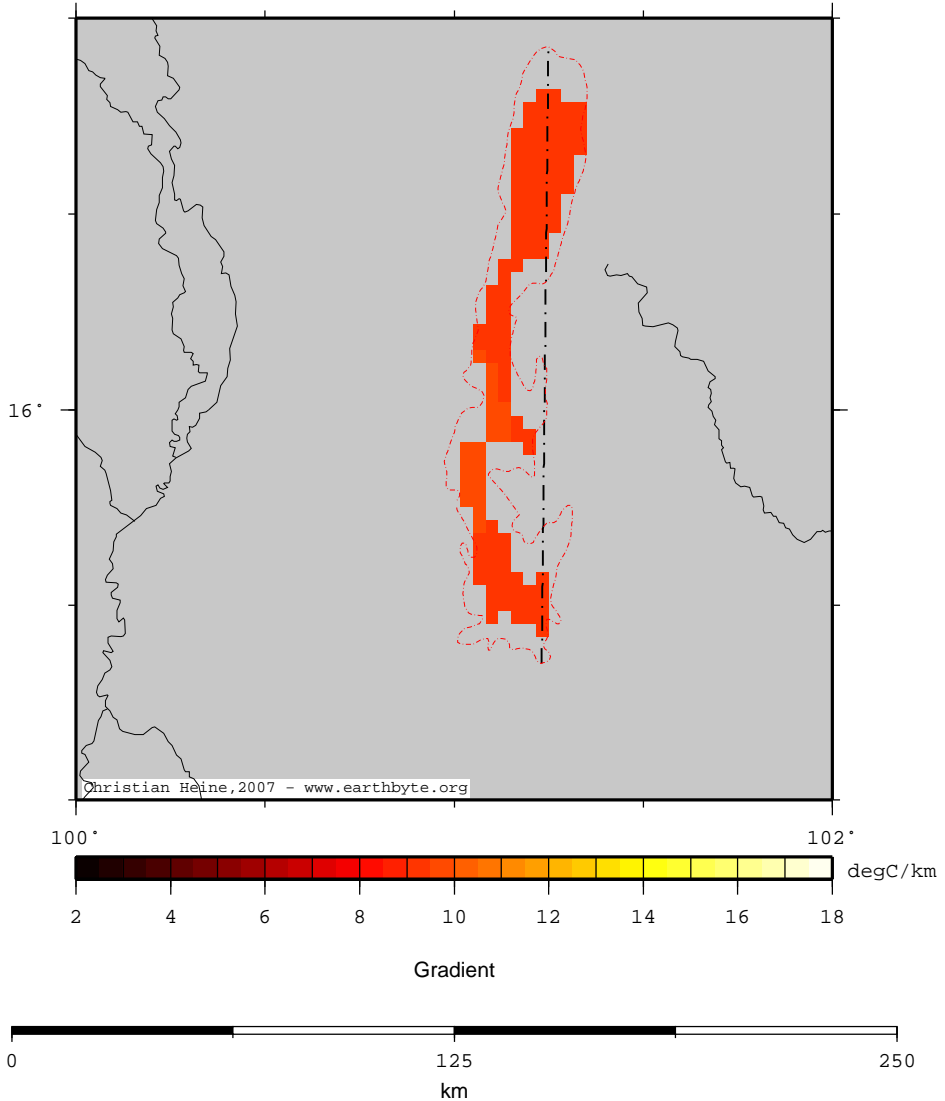 16°
Christian Heine,2007 - www.earthbyte.org
100° 102°
degC/km
2 4 6 8 10 12 14 16 18
Gradient
0 125 250
km